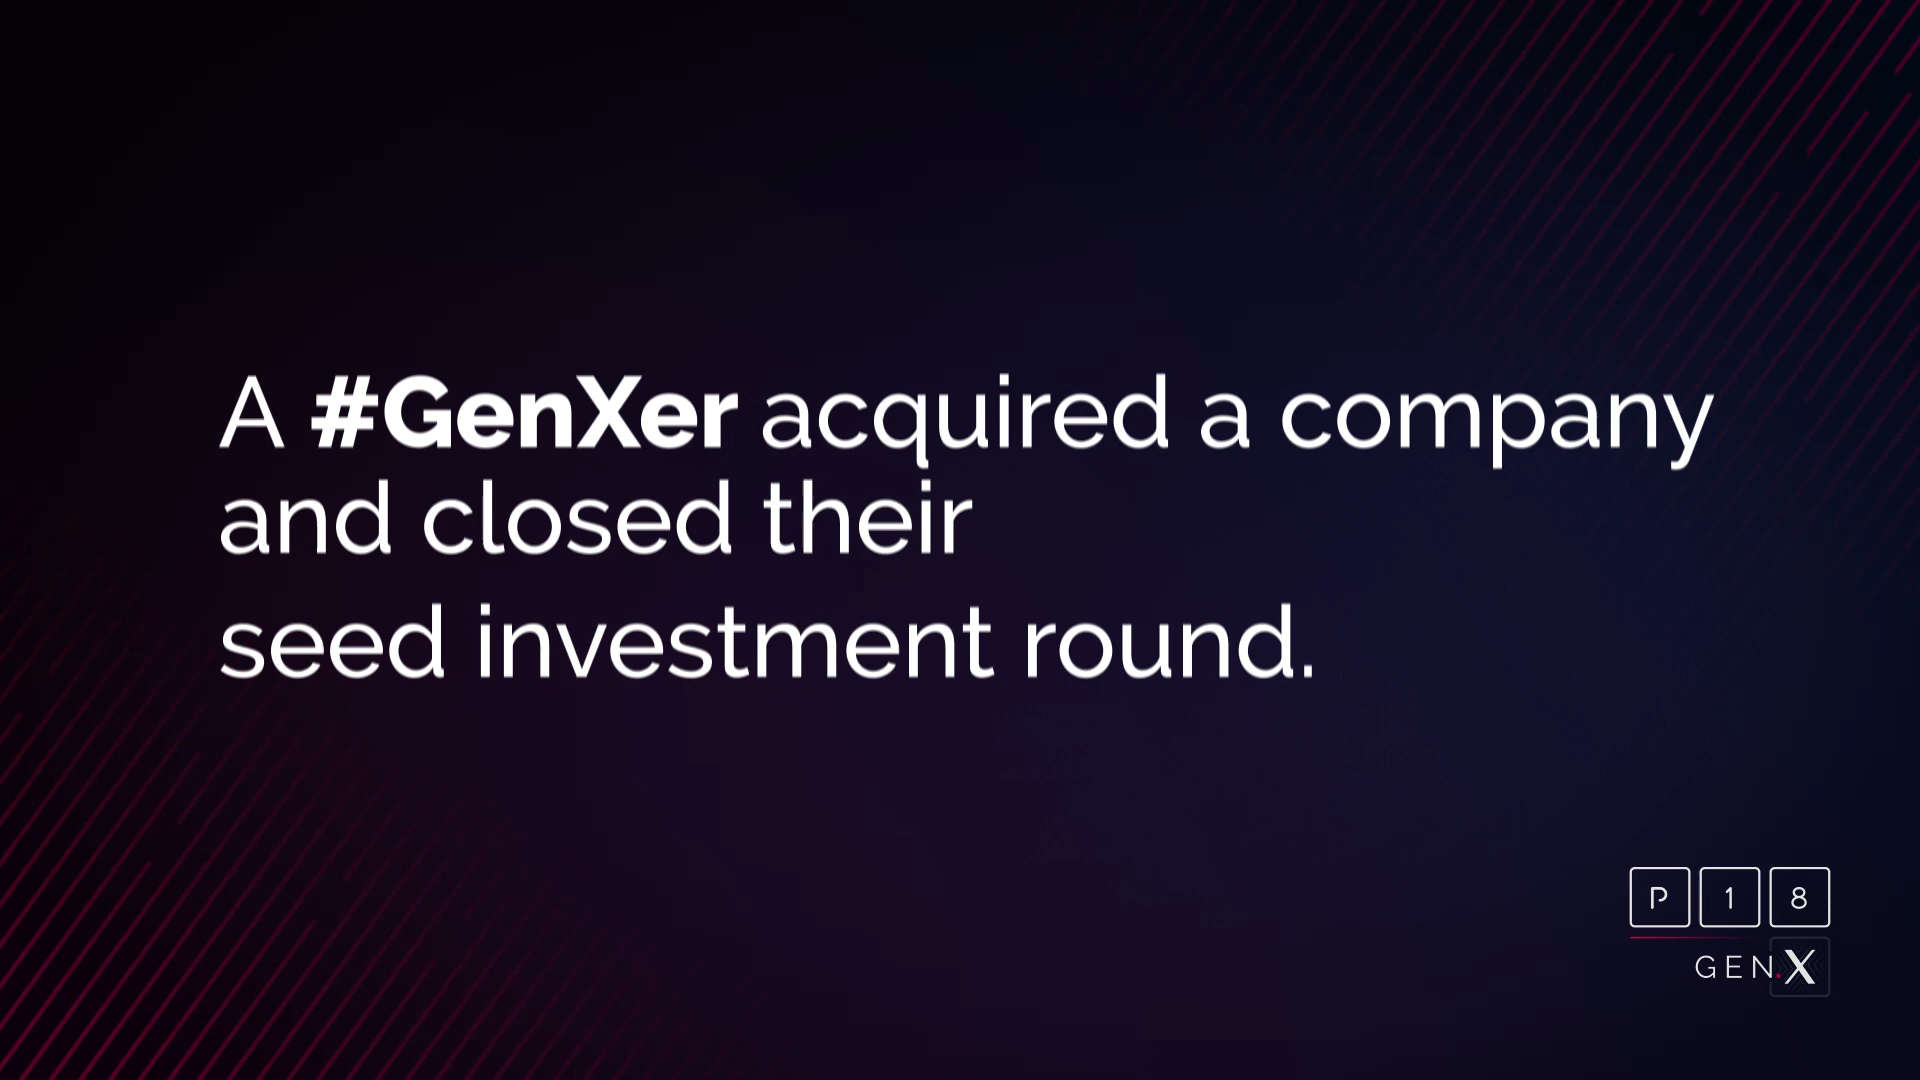 A #GenXer acquired a company
and closed their
seed investment round.
P 1 8
GEN.X